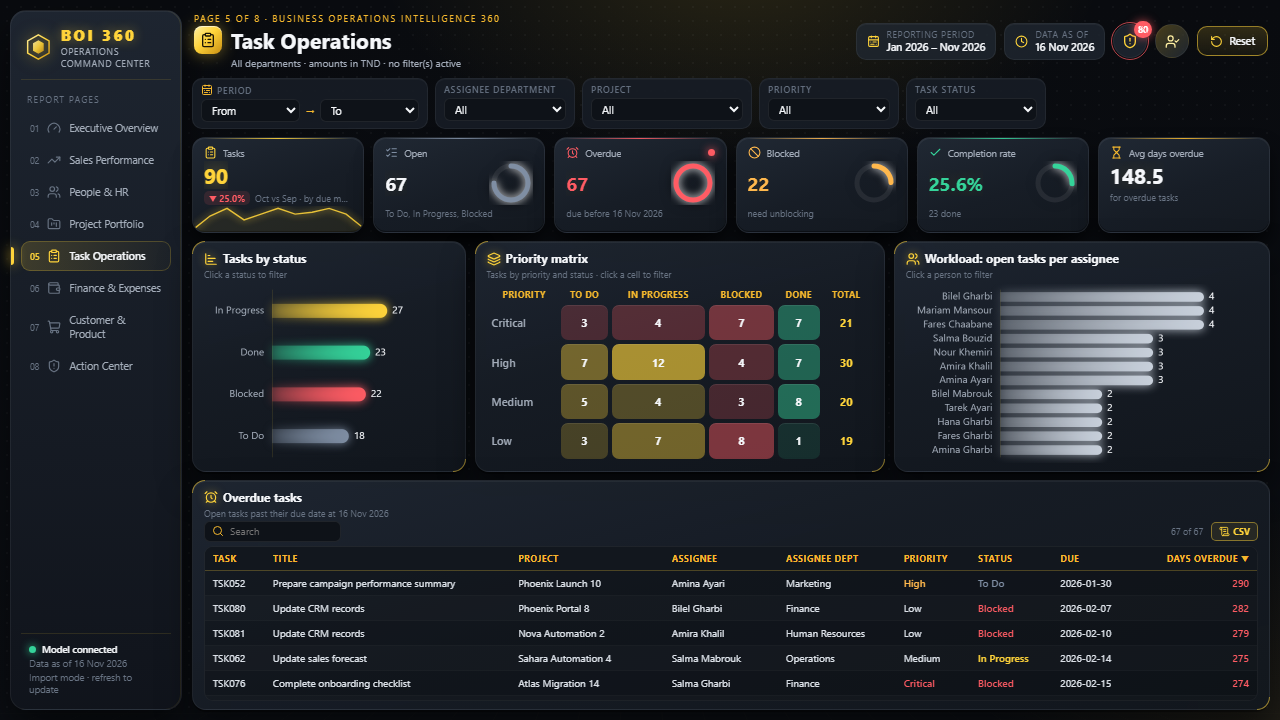 BOI 360
OPERATIONS
COMMAND CENTER
REPORT PAGES
01 Executive Overview
02 Sales Performance
03 People & HR
04 Project Portfolio
05 Task Operations
06 Finance & Expenses
07 Customer &
Product
08 Action Center
Model connected
Data as of 16 Nov 2026
Import mode · refresh to
update
PAGE 5 OF 8 · BUSINESS OPERATIONS INTELLIGENCE 360
Task Operations
All departments · amounts in TND · no filter(s) active
REPORTING PERIOD
Jan 2026 – Nov 2026
DATA AS OF
16 Nov 2026
80
Reset
PERIOD
From → To
ASSIGNEE DEPARTMENT
All
PROJECT
All
PRIORITY
All
TASK STATUS
All
Tasks
90
▼ 25.0% Oct vs Sep · by due m...
Open
67
To Do, In Progress, Blocked
Overdue
67
due before 16 Nov 2026
Blocked
22
need unblocking
Completion rate
25.6%
23 done
Avg days overdue
148.5
for overdue tasks
Tasks by status
Click a status to filter
In Progress 27
Done 23
Blocked 22
To Do 18
Priority matrix
Tasks by priority and status · click a cell to filter
PRIORITY TO DO IN PROGRESS BLOCKED DONE TOTAL
Critical 3 4 7 7 21
High 7 12 4 7 30
Medium 5 4 3 8 20
Low 3 7 8 1 19
Workload: open tasks per assignee
Click a person to filter
Bilel Gharbi 4
Mariam Mansour 4
Fares Chaabane 4
Salma Bouzid 3
Nour Khemiri 3
Amira Khalil 3
Amina Ayari 3
Bilel Mabrouk 2
Tarek Ayari 2
Hana Gharbi 2
Fares Gharbi 2
Amina Gharbi 2
Overdue tasks
Open tasks past their due date at 16 Nov 2026
Search
67 of 67
CSV
TASK TITLE PROJECT ASSIGNEE ASSIGNEE DEPT PRIORITY STATUS DUE DAYS OVERDUE ▼
TSK052 Prepare campaign performance summary Phoenix Launch 10 Amina Ayari Marketing High To Do 2026-01-30 290
TSK080 Update CRM records Phoenix Portal 8 Bilel Gharbi Finance Low Blocked 2026-02-07 282
TSK081 Update CRM records Nova Automation 2 Amira Khalil Human Resources Low Blocked 2026-02-10 279
TSK062 Update sales forecast Sahara Automation 4 Salma Mabrouk Operations Medium In Progress 2026-02-14 275
TSK076 Complete onboarding checklist Atlas Migration 14 Salma Gharbi Finance Critical Blocked 2026-02-15 274